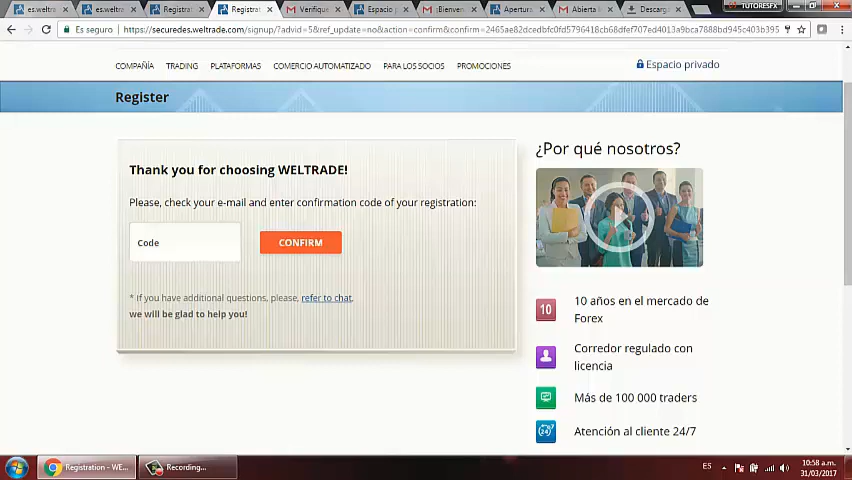 es.weltra
es.weltra
Registrat
Registrat
Verifique
Espacio
¡Bienven
Apertura
Abierta l
Descarga
TUTORESFX
Es seguro
https://securedes.weltrade.com/signup/?advid=5&ref_update=no&action=confirm&confirm=2465ae82dcedbfc0fd5796418cb68dfef707ed4013a9bca7888bd945c403b395
COMPAÑÍA TRADING PLATAFORMAS COMERCIO AUTOMATIZADO PARA LOS SOCIOS PROMOCIONES
Espacio privado
Register
Thank you for choosing WELTRADE!
Please, check your e-mail and enter confirmation code of your registration:
Code
CONFIRM
* If you have additional questions, please, refer to chat.
we will be glad to help you!
¿Por qué nosotros?
10
10 años en el mercado de
Forex
Corredor regulado con
licencia
Más de 100 000 traders
24/7
Atención al cliente 24/7
Registration - WE...
Recording...
ES
10:58 a.m.
31/03/2017